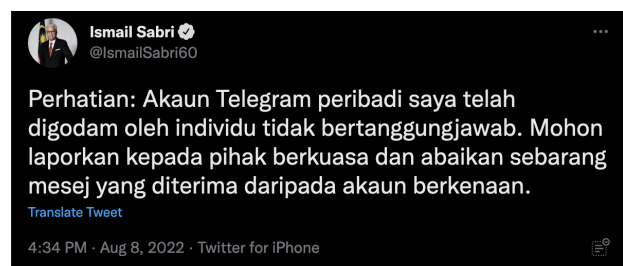 Ismail Sabri
@IsmailSabri60
Perhatian: Akaun Telegram peribadi saya telah
digodam oleh individu tidak bertanggungjawab. Mohon
laporkan kepada pihak berkuasa dan abaikan sebarang
mesej yang diterima daripada akaun berkenaan.
Translate Tweet
4:34 PM · Aug 8, 2022 · Twitter for iPhone